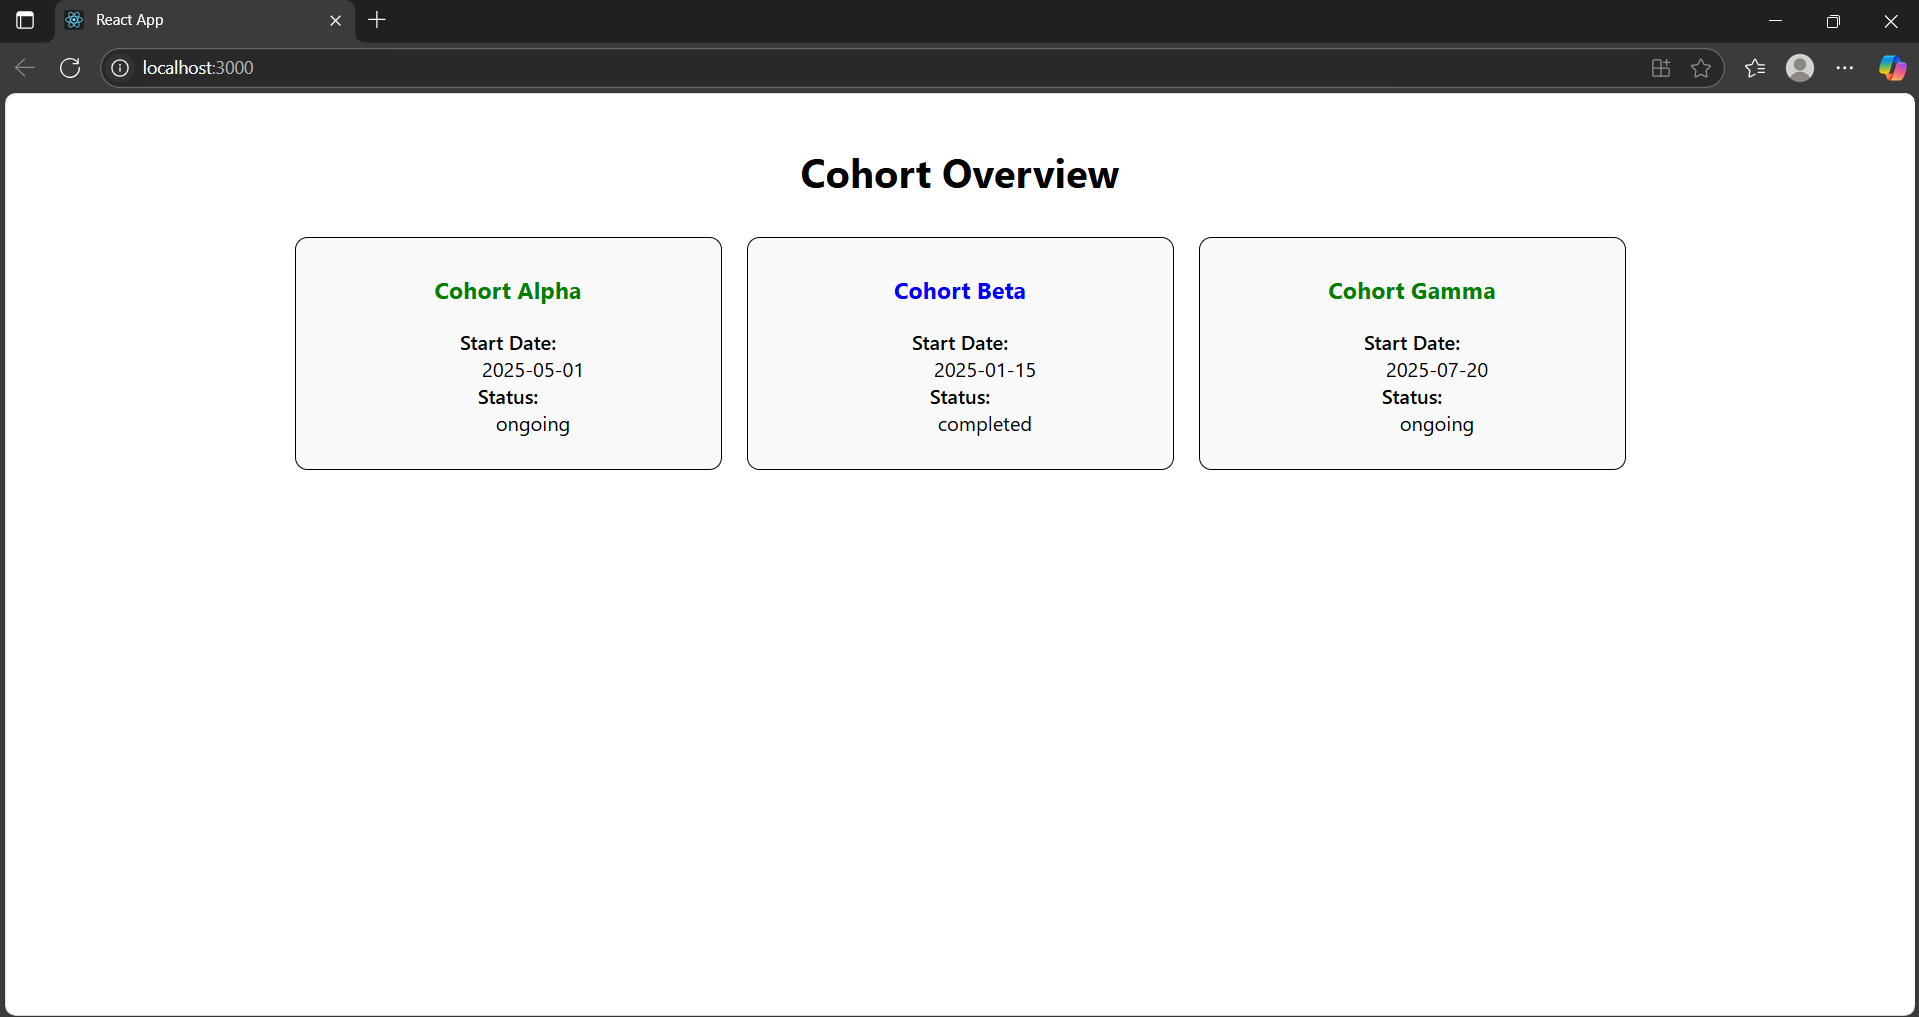 React App
localhost:3000
Cohort Overview
Cohort Alpha
Start Date:
2025-05-01
Status:
ongoing
Cohort Beta
Start Date:
2025-01-15
Status:
completed
Cohort Gamma
Start Date:
2025-07-20
Status:
ongoing